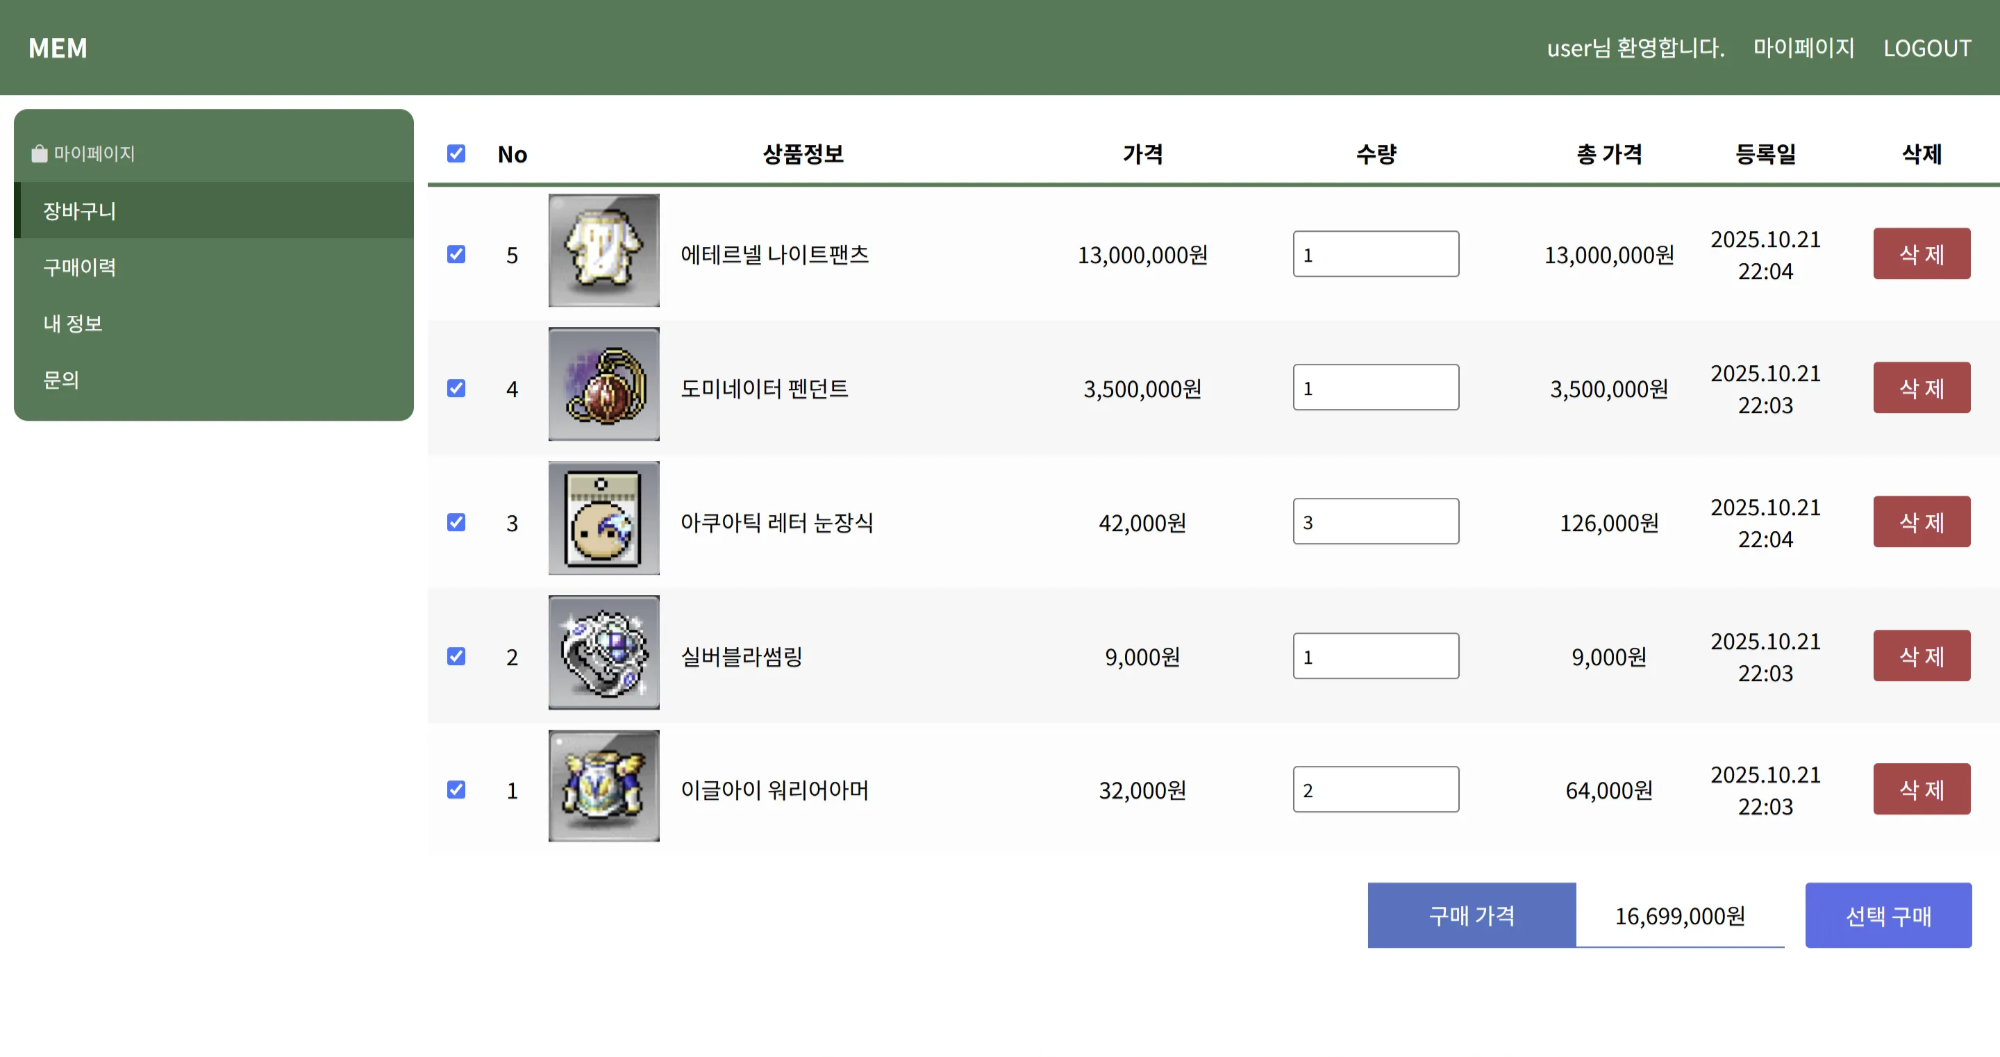 MEM
user님 환영합니다. 마이페이지 LOGOUT
마이페이지
장바구니
구매이력
내 정보
문의
No 상품정보 가격 수량 총 가격 등록일 삭제
5 에테르넬 나이트팬츠 13,000,000원 1 13,000,000원 2025.10.21 22:04 삭 제
4 도미네이터 펜던트 3,500,000원 1 3,500,000원 2025.10.21 22:03 삭 제
3 아쿠아틱 레터 눈장식 42,000원 3 126,000원 2025.10.21 22:04 삭 제
2 실버블라썸링 9,000원 1 9,000원 2025.10.21 22:03 삭 제
1 이글아이 워리어아머 32,000원 2 64,000원 2025.10.21 22:03 삭 제
구매 가격 16,699,000원 선택 구매